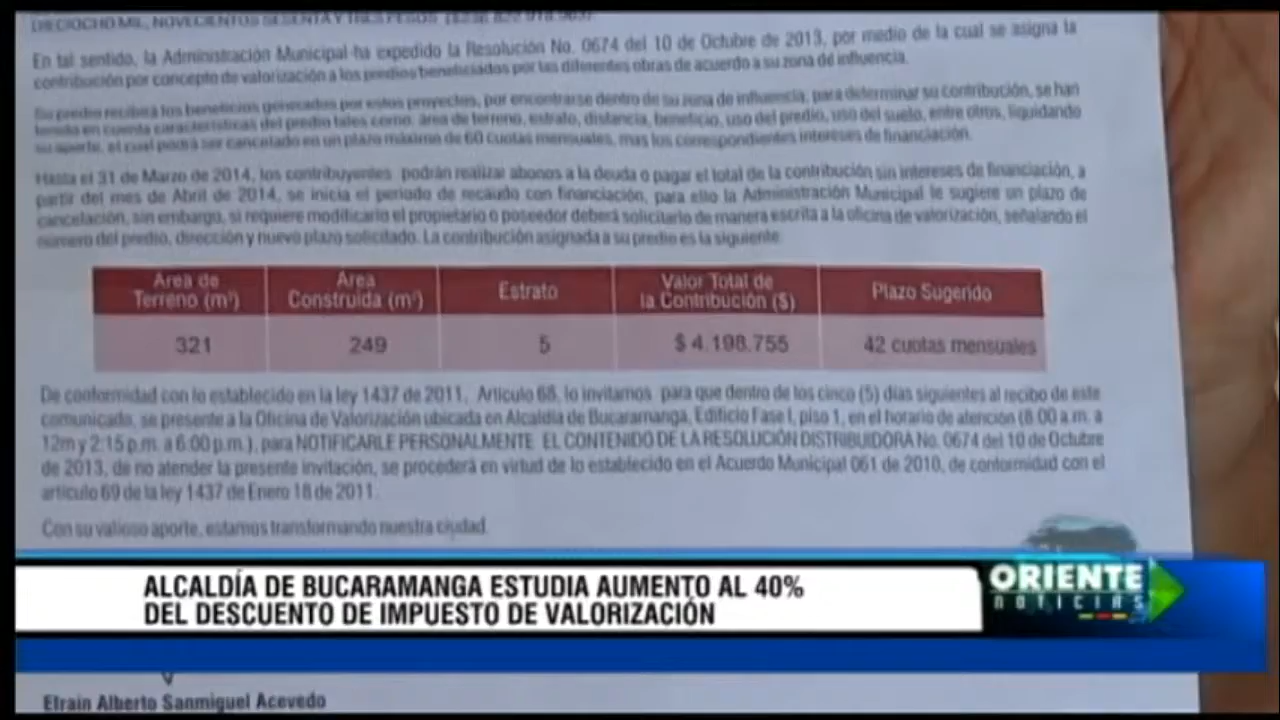 DIECIOCHO MIL, NOVECIENTOS SESENTA Y TRES PESOS
En tal sentido, la Administración Municipal ha expedido la Resolución No. 0674 del 10 de Octubre de 2013, por medio de la cual se asigna la
contribución por concepto de valorización a los predios beneficiados por las diferentes obras de acuerdo a su zona de influencia.
Su predio recibirá los beneficios generados por estos proyectos, por encontrarse dentro de su zona de influencia, para determinar su contribución, se han
tenido en cuenta características del predio tales como: área de terreno, estrato, distancia, beneficio, uso del predio, uso del suelo, entre otros, liquidando
su aporte, el cual podrá ser cancelado en un plazo máximo de 60 cuotas mensuales, mas los correspondientes intereses de financiación.
Hasta el 31 de Marzo de 2014, los contribuyentes podrán realizar abonos a la deuda o pagar el total de la contribución sin intereses de financiación, a
partir del mes de Abril de 2014, se inicia el periodo de recaudo con financiación, para ello la Administración Municipal le sugiere un plazo de
cancelación, sin embargo, si requiere modificarlo el propietario o poseedor deberá solicitarlo de manera escrita a la oficina de valorización, señalando el
número del predio, dirección y nuevo plazo solicitado. La contribución asignada a su predio es la siguiente:
Area de Terreno (m²) Area Construida (m²) Estrato Valor Total de la Contribución ($) Plazo Sugerido
321 249 5 $ 4.198.755 42 cuotas mensuales
De conformidad con lo establecido en la ley 1437 de 2011, Artículo 68, lo invitamos para que dentro de los cinco (5) días siguientes al recibo de este
comunicado, se presente a la Oficina de Valorización ubicada en Alcaldía de Bucaramanga, Edificio Fase I, piso 1, en el horario de atención (8:00 a.m. a
12m y 2:15 p.m. a 6:00 p.m.), para NOTIFICARLE PERSONALMENTE EL CONTENIDO DE LA RESOLUCIÓN DISTRIBUIDORA No. 0674 del 10 de Octubre
de 2013, de no atender la presente invitación, se procederá en virtud de lo establecido en el Acuerdo Municipal 061 de 2010, de conformidad con el
artículo 69 de la ley 1437 de Enero 18 de 2011.
Con su valioso aporte, estamos transformando nuestra ciudad.
ALCALDÍA DE BUCARAMANGA ESTUDIA AUMENTO AL 40%
DEL DESCUENTO DE IMPUESTO DE VALORIZACIÓN
ORIENTE
NOTICIAS
Efrain Alberto Sanmiguel Acevedo